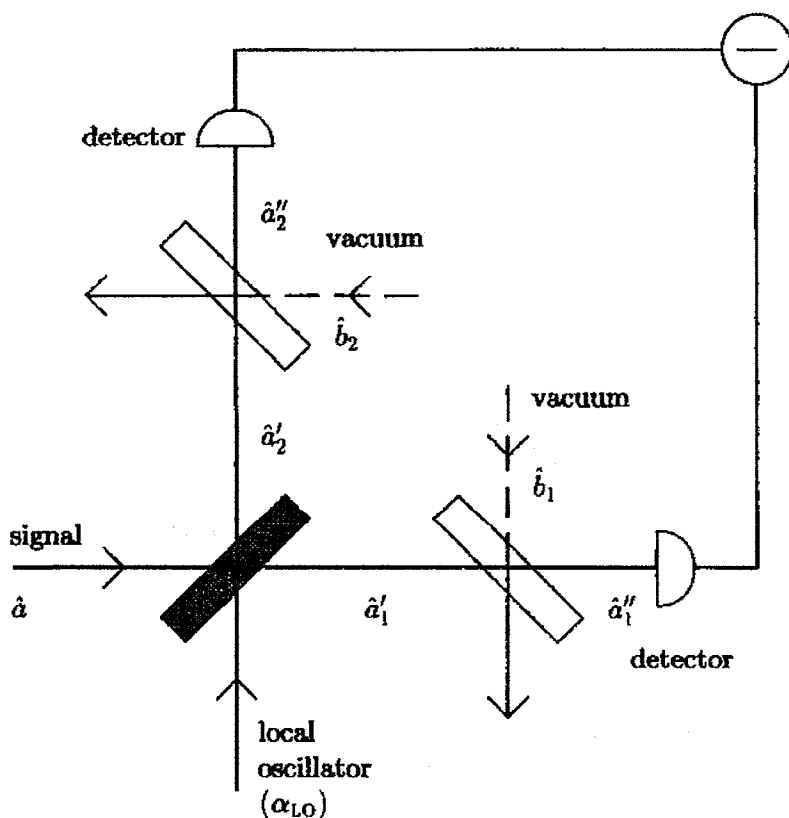 detector
â₂″
vacuum
b̂₂
â₂′
vacuum
b̂₁
signal
â
â₁′
â₁″
detector
local
oscillator
(α_LO)